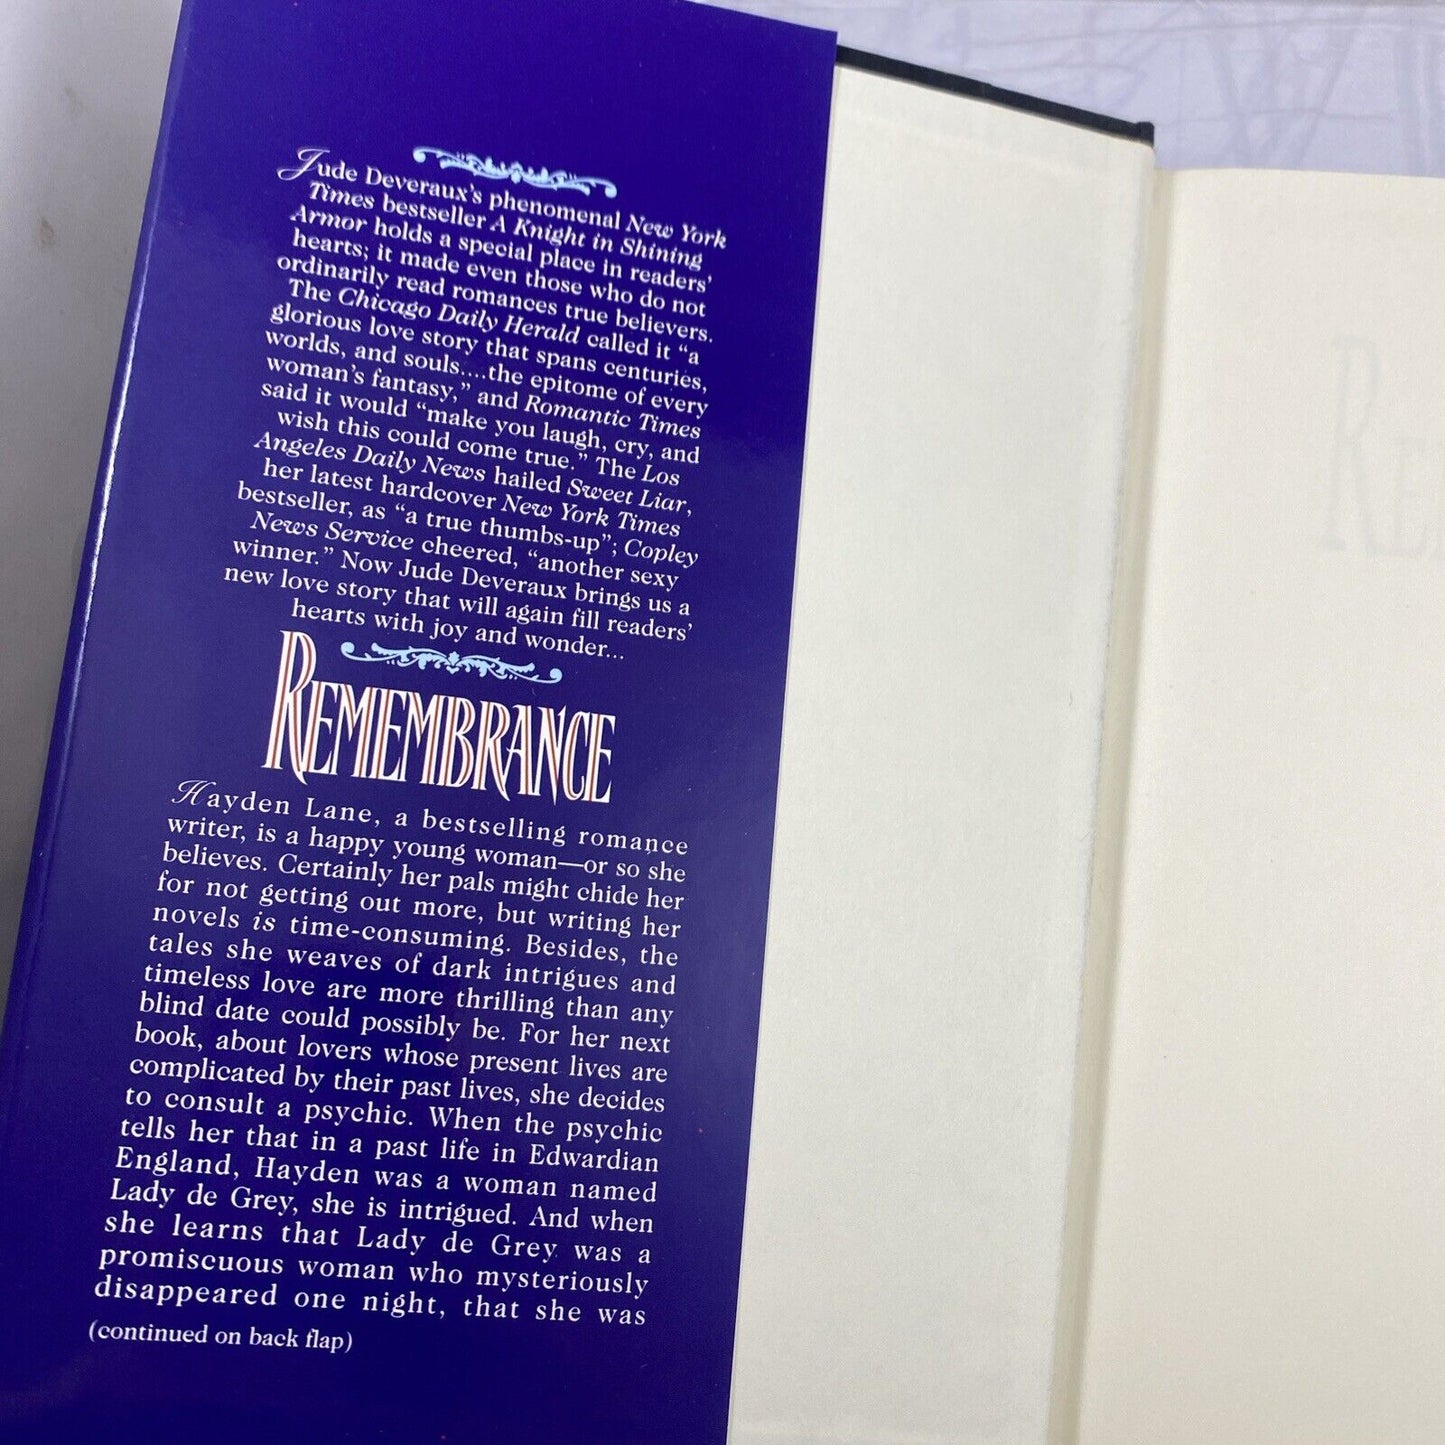 Jude Deveraux's phenomenal New York
Times bestseller A Knight in Shining
Armor holds a special place in readers'
hearts; it made even those who do not
ordinarily read romances true believers.
The Chicago Daily Herald called it “a
glorious love story that spans centuries,
worlds, and souls....the epitome of every
woman's fantasy,” and Romantic Times
said it would “make you laugh, cry, and
wish this could come true.” The Los
Angeles Daily News hailed Sweet Liar,
her latest hardcover New York Times
bestseller, as “a true thumbs-up”; Copley
News Service cheered, “another sexy
winner.” Now Jude Deveraux brings us a
new love story that will again fill readers'
hearts with joy and wonder...
REMEMBRANCE
Hayden Lane, a bestselling romance
writer, is a happy young woman—or so she
believes. Certainly her pals might chide her
for not getting out more, but writing her
novels is time-consuming. Besides, the
tales she weaves of dark intrigues and
timeless love are more thrilling than any
blind date could possibly be. For her next
book, about lovers whose present lives are
complicated by their past lives, she decides
to consult a psychic. When the psychic
tells her that in a past life in Edwardian
England, Hayden was a woman named
Lady de Grey, she is intrigued. And when
she learns that Lady de Grey was a
promiscuous woman who mysteriously
disappeared one night, that she was
(continued on back flap)